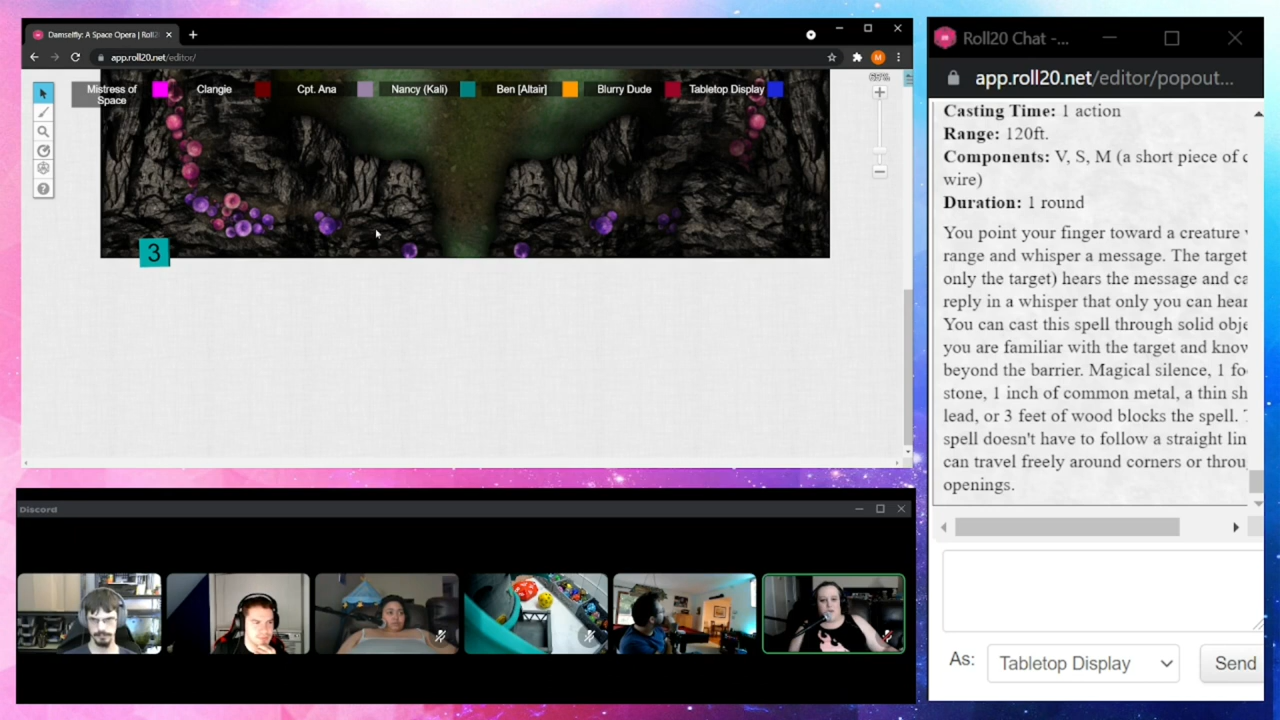 Damselfly: A Space Opera | Roll2
app.roll20.net/editor/
Mistress of Space
Clangie
Cpt. Ana
Nancy (Kali)
Ben [Altair]
Blurry Dude
Tabletop Display
3
Discord
Roll20 Chat -...
app.roll20.net/editor/popout...
Casting Time: 1 action
Range: 120ft.
Components: V, S, M (a short piece of c
wire)
Duration: 1 round
You point your finger toward a creature
range and whisper a message. The target
only the target) hears the message and ca
reply in a whisper that only you can hear
You can cast this spell through solid obje
you are familiar with the target and know
beyond the barrier. Magical silence, 1 fo
stone, 1 inch of common metal, a thin sh
lead, or 3 feet of wood blocks the spell.
spell doesn't have to follow a straight lin
can travel freely around corners or throu
openings.
As:
Tabletop Display
Send